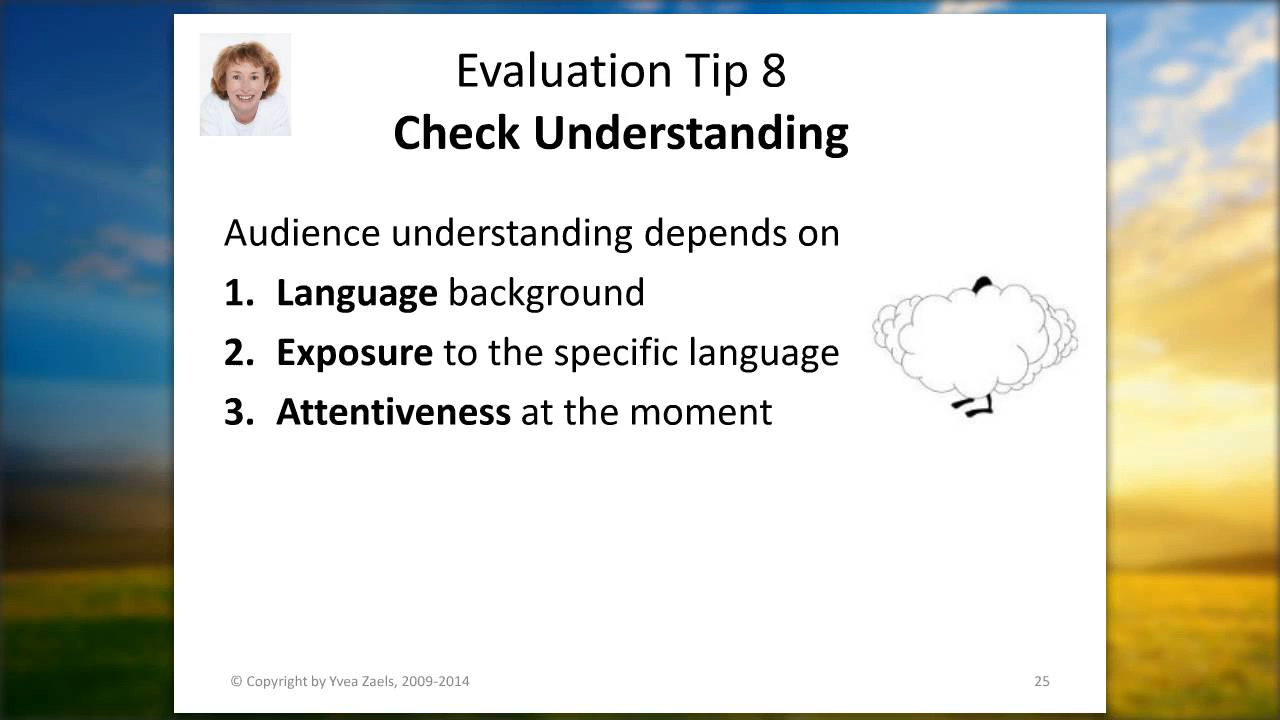 Evaluation Tip 8
Check Understanding
Audience understanding depends on
1. Language background
2. Exposure to the specific language
3. Attentiveness at the moment
© Copyright by Yvea Zaels, 2009-2014
25